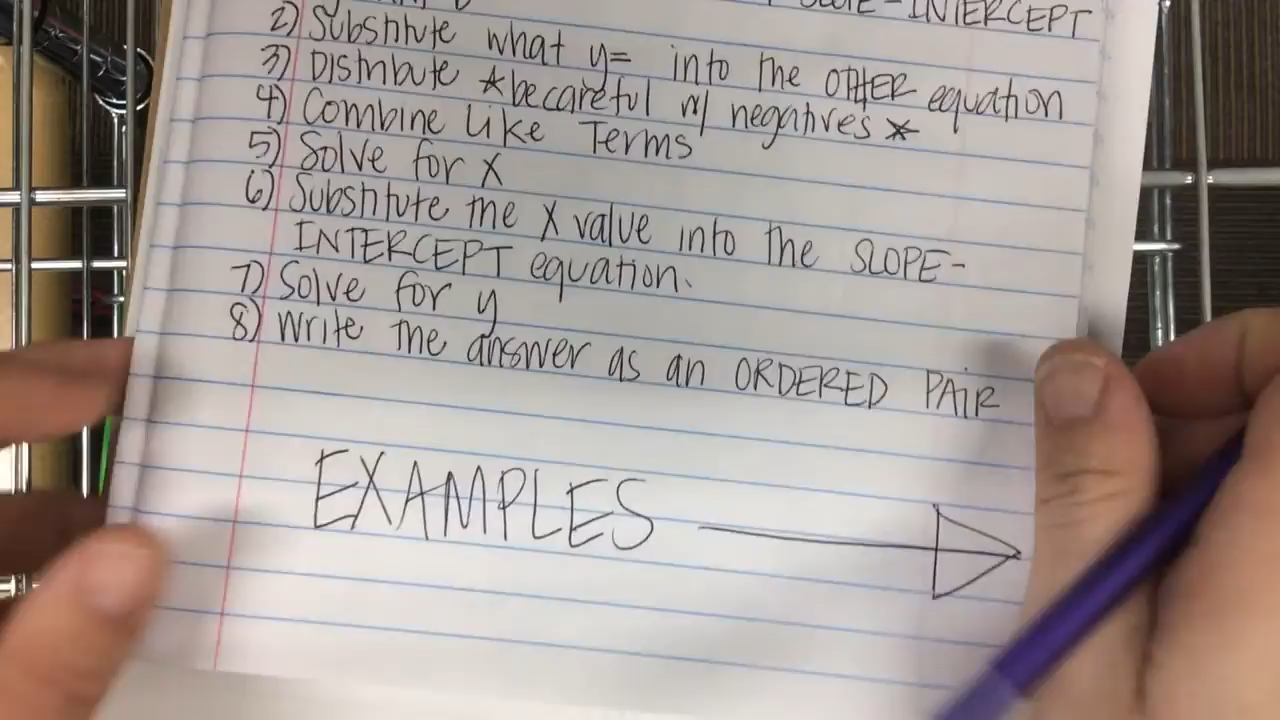 SLOPE-INTERCEPT
2) Substitute what y= into the OTHER equation
3) Distribute *be careful w/ negatives*
4) Combine Like Terms
5) Solve for X
6) Substitute the X value into the SLOPE-
INTERCEPT equation.
7) Solve for y
8) Write the answer as an ORDERED PAIR
EXAMPLES